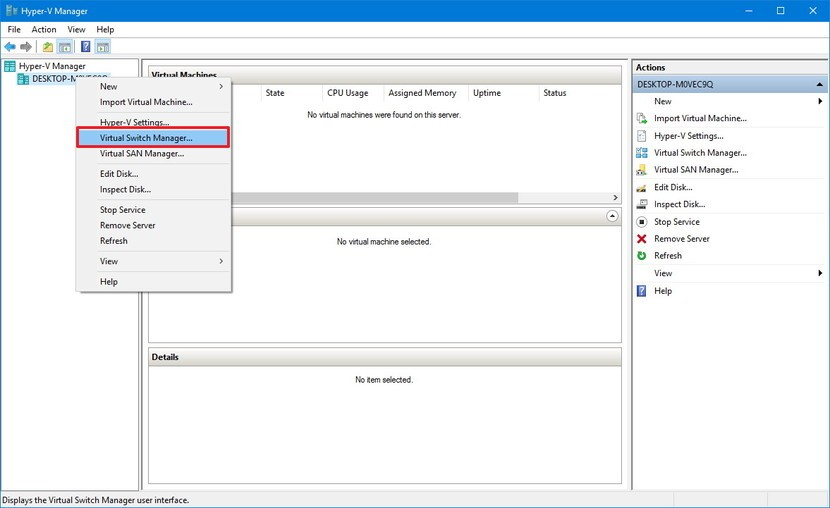 Hyper-V Manager
File Action View Help
Hyper-V Manager
DESKTOP-M0VEC9Q
New
Import Virtual Machine...
Hyper-V Settings...
Virtual Switch Manager...
Virtual SAN Manager...
Edit Disk...
Inspect Disk...
Stop Service
Remove Server
Refresh
View
Help
Virtual Machines
State CPU Usage Assigned Memory Uptime Status
No virtual machines were found on this server.
No virtual machine selected.
Details
No item selected.
Actions
DESKTOP-M0VEC9Q
New
Import Virtual Machine...
Hyper-V Settings...
Virtual Switch Manager...
Virtual SAN Manager...
Edit Disk...
Inspect Disk...
Stop Service
Remove Server
Refresh
View
Help
Displays the Virtual Switch Manager user interface.